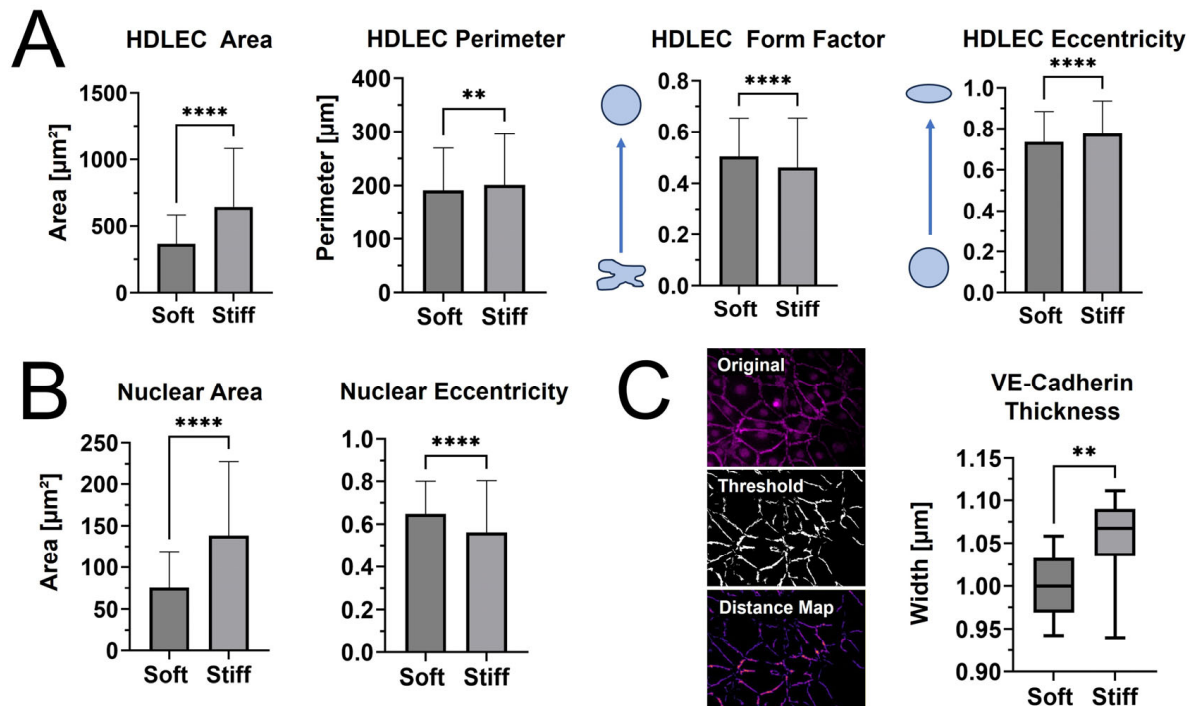 A
HDLEC Area
Area [µm²]
1500
1000
500
0
****
Soft Stiff
HDLEC Perimeter
Perimeter [µm]
400
300
200
100
0
**
Soft Stiff
HDLEC Form Factor
0.8
0.6
0.4
0.2
0.0
****
Soft Stiff
HDLEC Eccentricity
1.0
0.8
0.6
0.4
0.2
0.0
****
Soft Stiff
B
Nuclear Area
Area [µm²]
250
200
150
100
50
0
****
Soft Stiff
Nuclear Eccentricity
1.0
0.8
0.6
0.4
0.2
0.0
****
Soft Stiff
C
Original
Threshold
Distance Map
VE-Cadherin
Thickness
Width [µm]
1.15
1.10
1.05
1.00
0.95
0.90
**
Soft Stiff